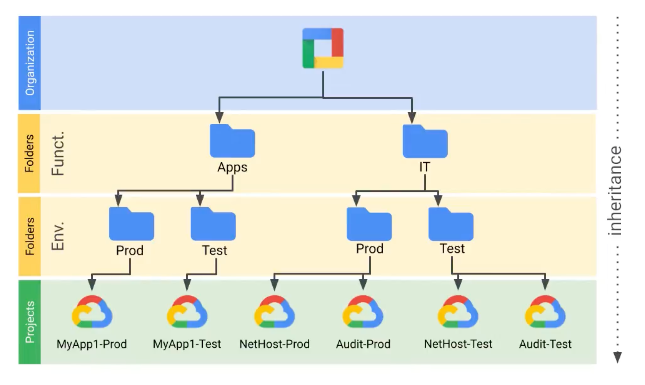 Organization
Folders
Funct.
Apps
IT
Folders
Env.
Prod
Test
Prod
Test
Projects
MyApp1-Prod
MyApp1-Test
NetHost-Prod
Audit-Prod
NetHost-Test
Audit-Test
inheritance